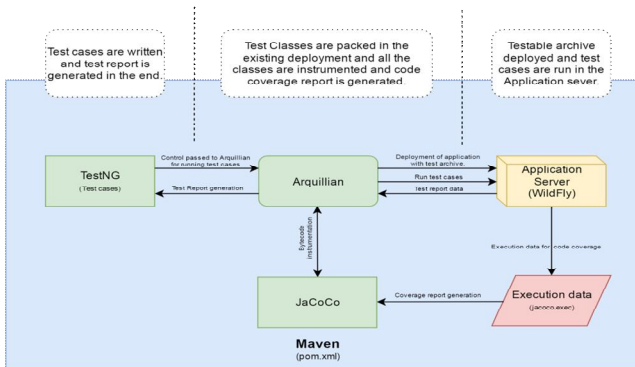 Test cases are written
and test report is
generated in the end.
Test Classes are packed in the
existing deployment and all the
classes are instrumented and code
coverage report is generated.
Testable archive
deployed and test
cases are run in the
Application sever.
TestNG
(Test cases)
Control passed to Arquillian
for running test cases
Test Report generation
Arquillian
Deployment of application
with test archive.
Run test cases
Test report data
Application
Server
(WildFly)
Bytecode
instrumentation
Execution data for code coverage
JaCoCo
Coverage report generation
Execution data
(jacoco.exec)
Maven
(pom.xml)